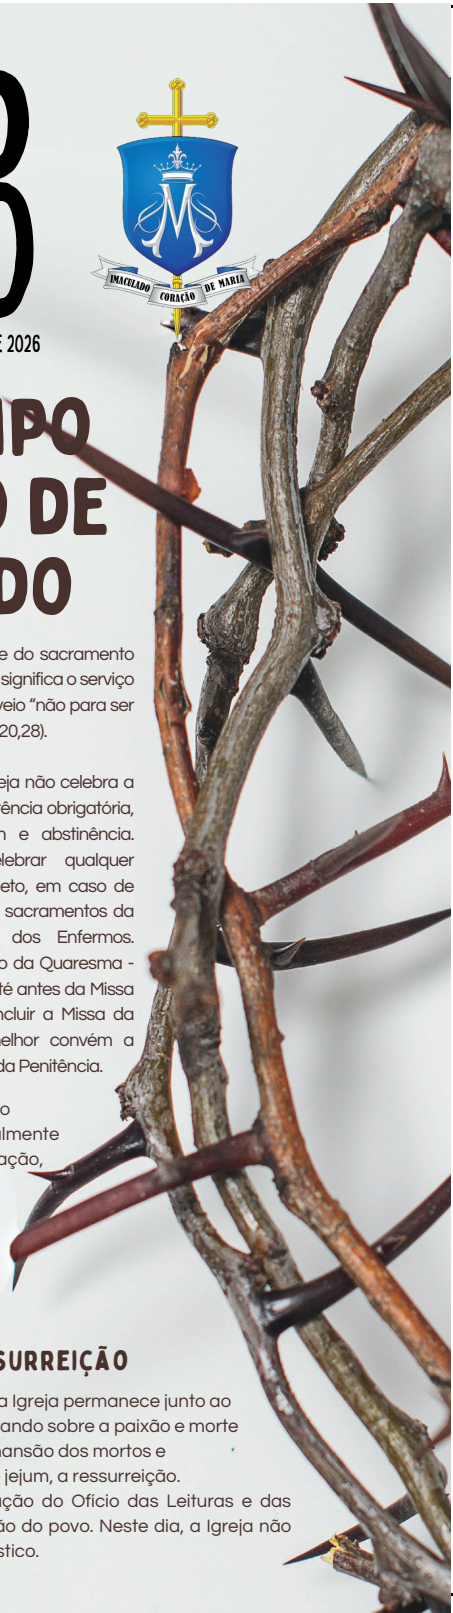 IMACULADO CORAÇÃO DE MARIA
E 2026
MPO
O DE
DO
e do sacramento
significa o serviço
veio “não para ser
20,28).
eja não celebra a
ência obrigatória,
m e abstinência.
lebrar qualquer
eto, em caso de
sacramentos da
dos Enfermos.
o da Quaresma -
té antes da Missa
ncluir a Missa da
elhor convém a
da Penitência.
o
lmente
ação,
SURREIÇÃO
a Igreja permanece junto ao
rando sobre a paixão e morte
mansão dos mortos e
jejum, a ressurreição.
ação do Ofício das Leituras e das
ão do povo. Neste dia, a Igreja não
stico.